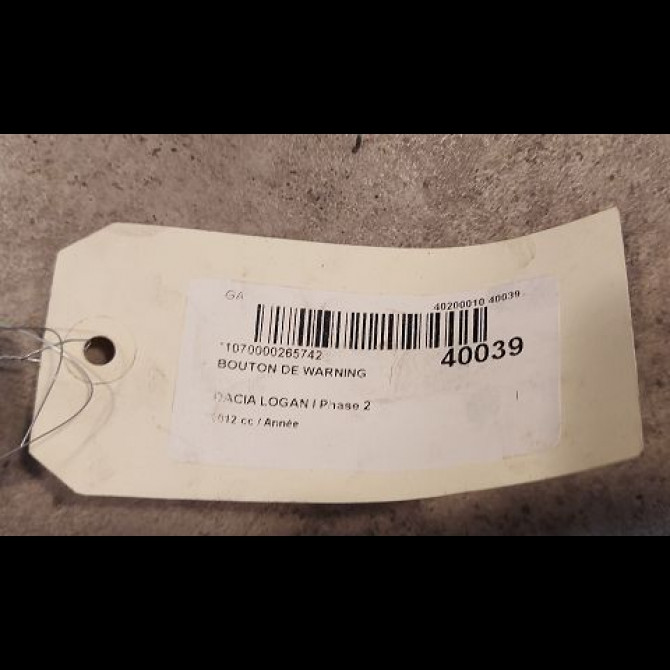 GA
40200010 40039
*1070000265742
40039
BOUTON DE WARNING
DACIA LOGAN I Phase 2
cc / Année